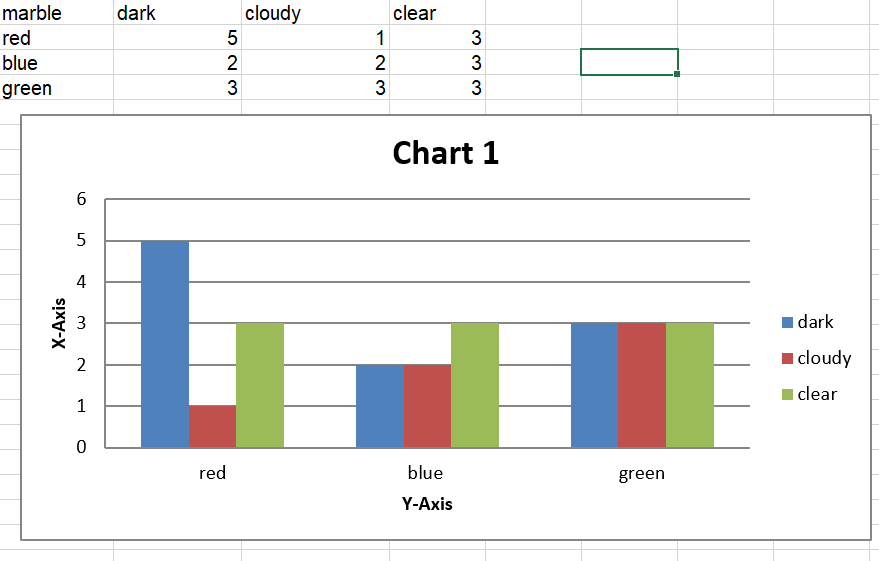 marble dark cloudy clear
red 5 1 3
blue 2 2 3
green 3 3 3
Chart 1
6
5
4
3
2
1
0
X-Axis
red blue green
Y-Axis
dark
cloudy
clear